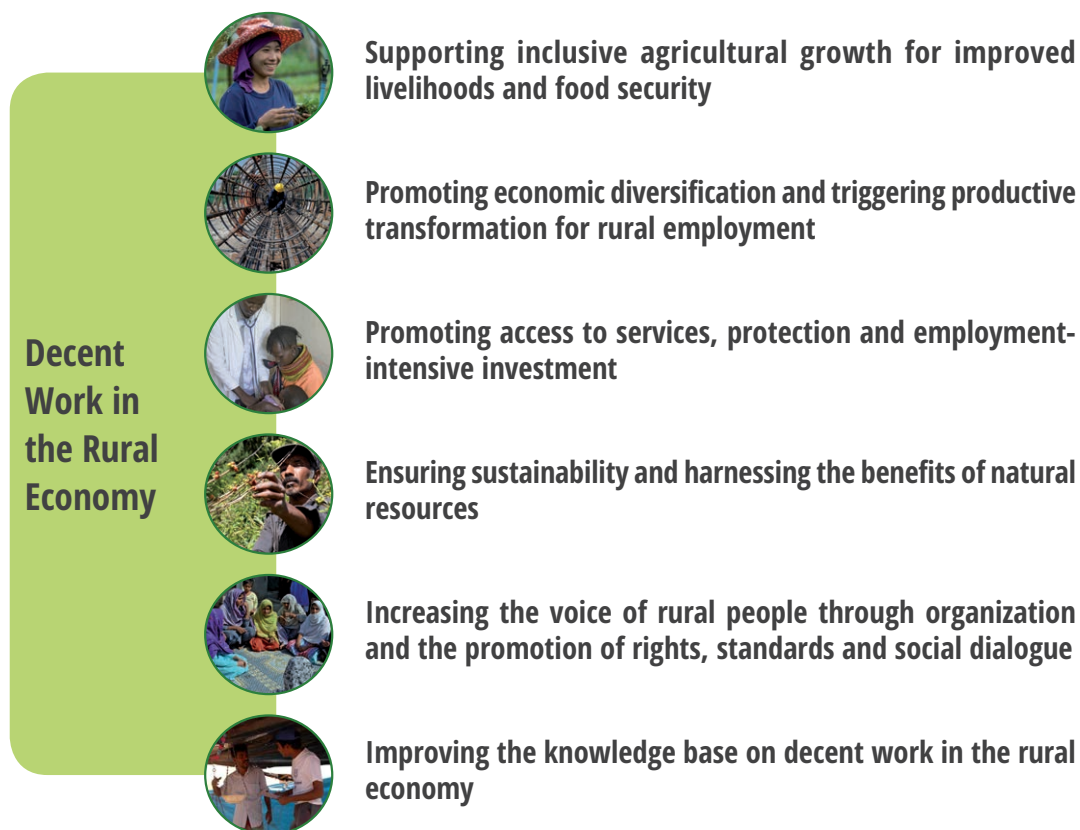 Supporting inclusive agricultural growth for improved
livelihoods and food security
Promoting economic diversification and triggering productive
transformation for rural employment
Promoting access to services, protection and employment-
intensive investment
Decent
Work in
the Rural
Economy
Ensuring sustainability and harnessing the benefits of natural
resources
Increasing the voice of rural people through organization
and the promotion of rights, standards and social dialogue
Improving the knowledge base on decent work in the rural
economy